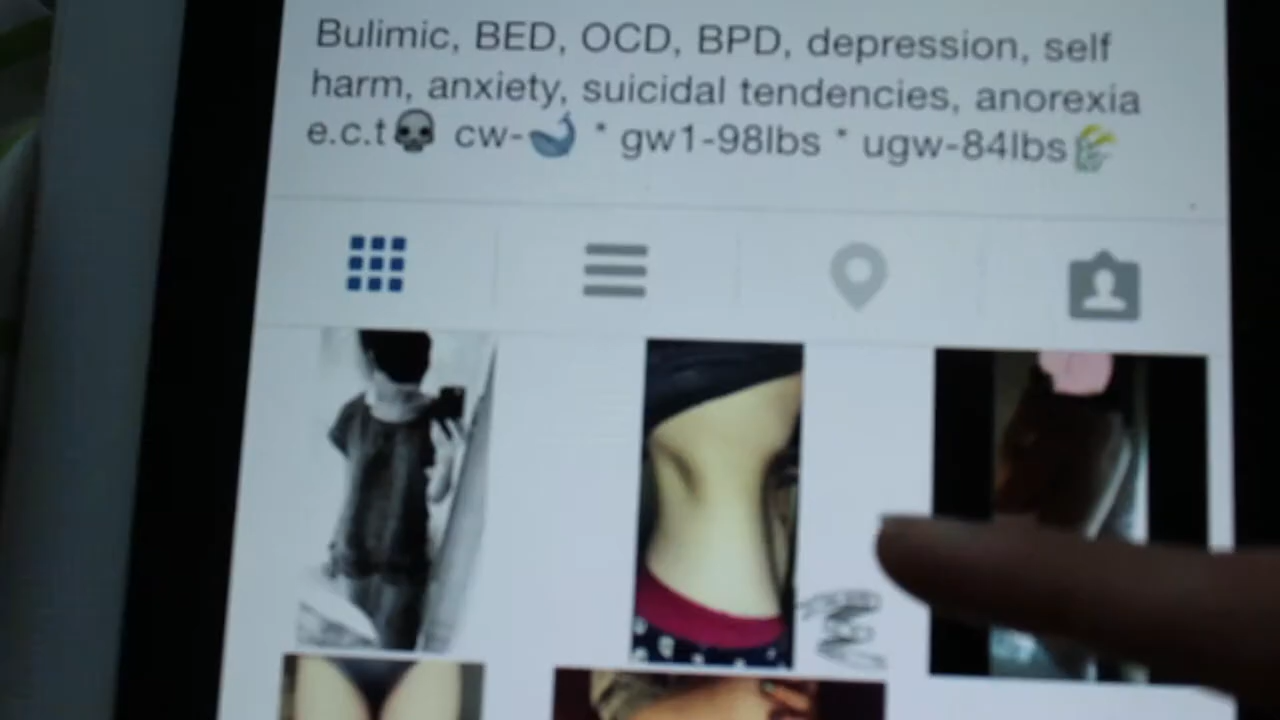 Bulimic, BED, OCD, BPD, depression, self
harm, anxiety, suicidal tendencies, anorexia
e.c.t💀 cw-🐳 * gw1-98lbs * ugw-84lbs🌾